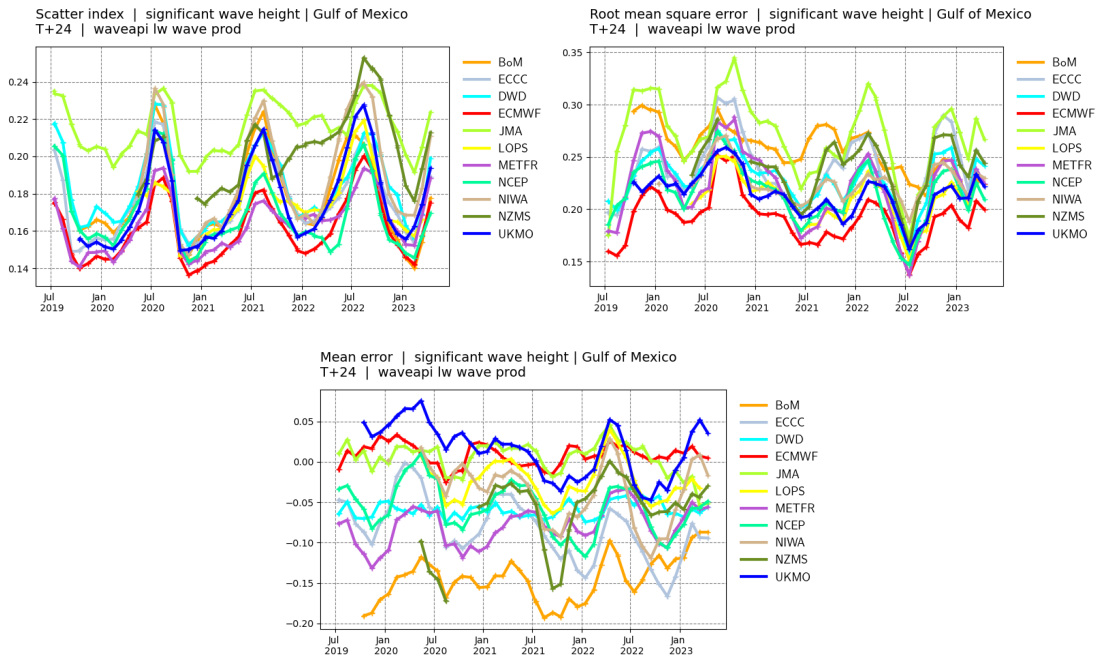 Scatter index | significant wave height | Gulf of Mexico
T+24 | waveapi lw wave prod
0.24
0.22
0.20
0.18
0.16
0.14
Jul Jan Jul Jan Jul Jan Jul Jan
2019 2020 2020 2021 2021 2022 2022 2023
BoM
ECCC
DWD
ECMWF
JMA
LOPS
METFR
NCEP
NIWA
NZMS
UKMO
Root mean square error | significant wave height | Gulf of Mexico
T+24 | waveapi lw wave prod
0.35
0.30
0.25
0.20
0.15
Jul Jan Jul Jan Jul Jan Jul Jan
2019 2020 2020 2021 2021 2022 2022 2023
BoM
ECCC
DWD
ECMWF
JMA
LOPS
METFR
NCEP
NIWA
NZMS
UKMO
Mean error | significant wave height | Gulf of Mexico
T+24 | waveapi lw wave prod
0.05
0.00
−0.05
−0.10
−0.15
−0.20
Jul Jan Jul Jan Jul Jan Jul Jan
2019 2020 2020 2021 2021 2022 2022 2023
BoM
ECCC
DWD
ECMWF
JMA
LOPS
METFR
NCEP
NIWA
NZMS
UKMO